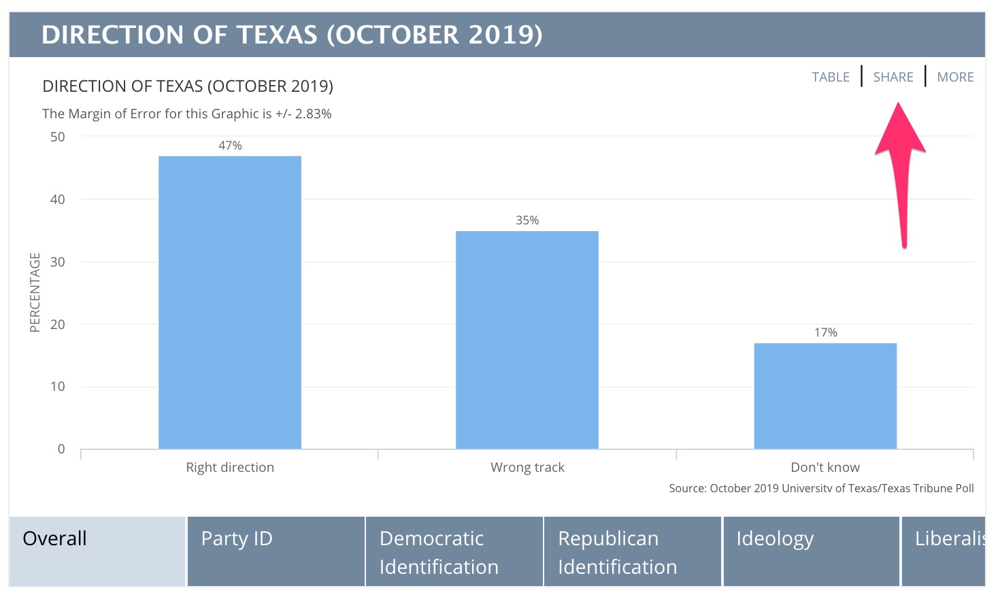 DIRECTION OF TEXAS (OCTOBER 2019)
TABLE | SHARE | MORE
DIRECTION OF TEXAS (OCTOBER 2019)
The Margin of Error for this Graphic is +/- 2.83%
50
47%
40
35%
30
PERCENTAGE
20
17%
10
0
Right direction
Wrong track
Don't know
Source: October 2019 University of Texas/Texas Tribune Poll
Overall
Party ID
Democratic
Identification
Republican
Identification
Ideology
Liberalis